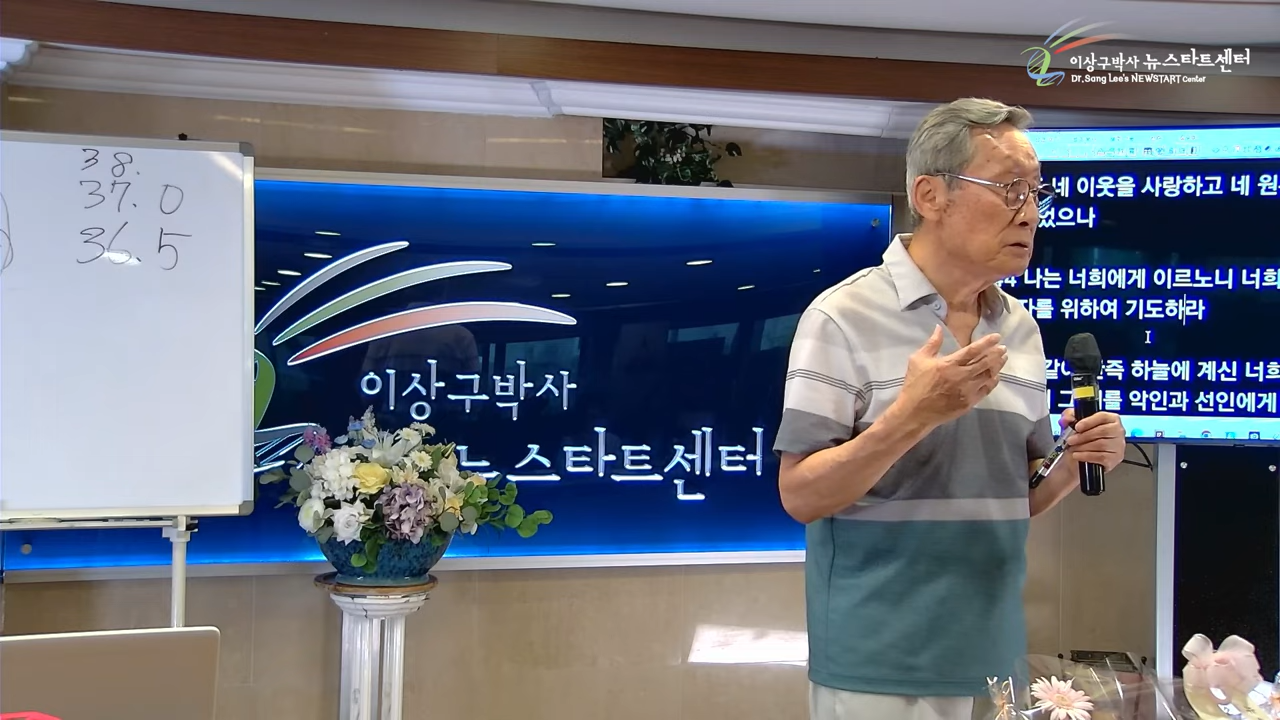 이상구박사 뉴스타트센터
Dr. Sang Lee's NEWSTART Center
38.
37.0
36.5
이상구박사
뉴스타트센터
네 이웃을 사랑하고 네 원
었으나
44 나는 너희에게 이르노니 너희
자를 위하여 기도하라
즉 하늘에 계신 너희
를 악인과 선인에게